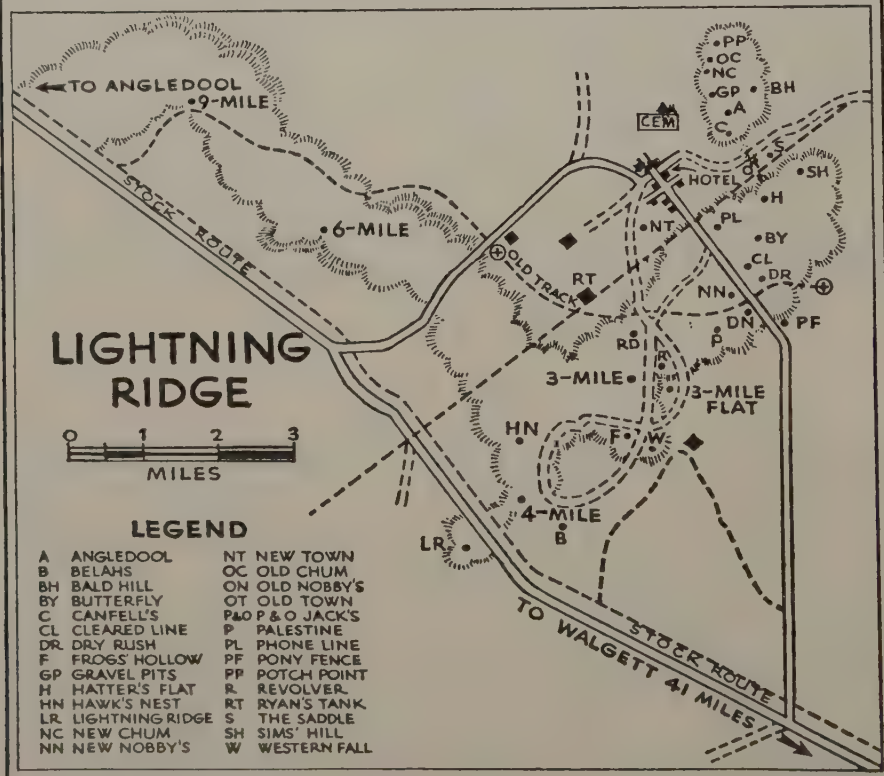 TO ANGLEDOOL
9-MILE
PP
OC
NC
GP
BH
A
C
CEM
HOTEL
OT
S
SH
H
STOCK ROUTE
6-MILE
OLD TRACK
NT
PL
BY
CL
DR
RT
NN
DN
PF
RD
P
R
3-MILE
3-MILE
FLAT
LIGHTNING
RIDGE
0 1 2 3
MILES
HN
F
W
4-MILE
B
LR
STOCK ROUTE
TO WALGETT 41 MILES
LEGEND
A ANGLEDOOL
B BELAHS
BH BALD HILL
BY BUTTERFLY
C CANFELL'S
CL CLEARED LINE
DR DRY RUSH
F FROGS' HOLLOW
GP GRAVEL PITS
H HATTER'S FLAT
HN HAWK'S NEST
LR LIGHTNING RIDGE
NC NEW CHUM
NN NEW NOBBY'S
NT NEW TOWN
OC OLD CHUM
ON OLD NOBBY'S
OT OLD TOWN
P&O P & O JACK'S
P PALESTINE
PL PHONE LINE
PF PONY FENCE
PP POTCH POINT
R REVOLVER
RT RYAN'S TANK
S THE SADDLE
SH SIMS' HILL
W WESTERN FALL